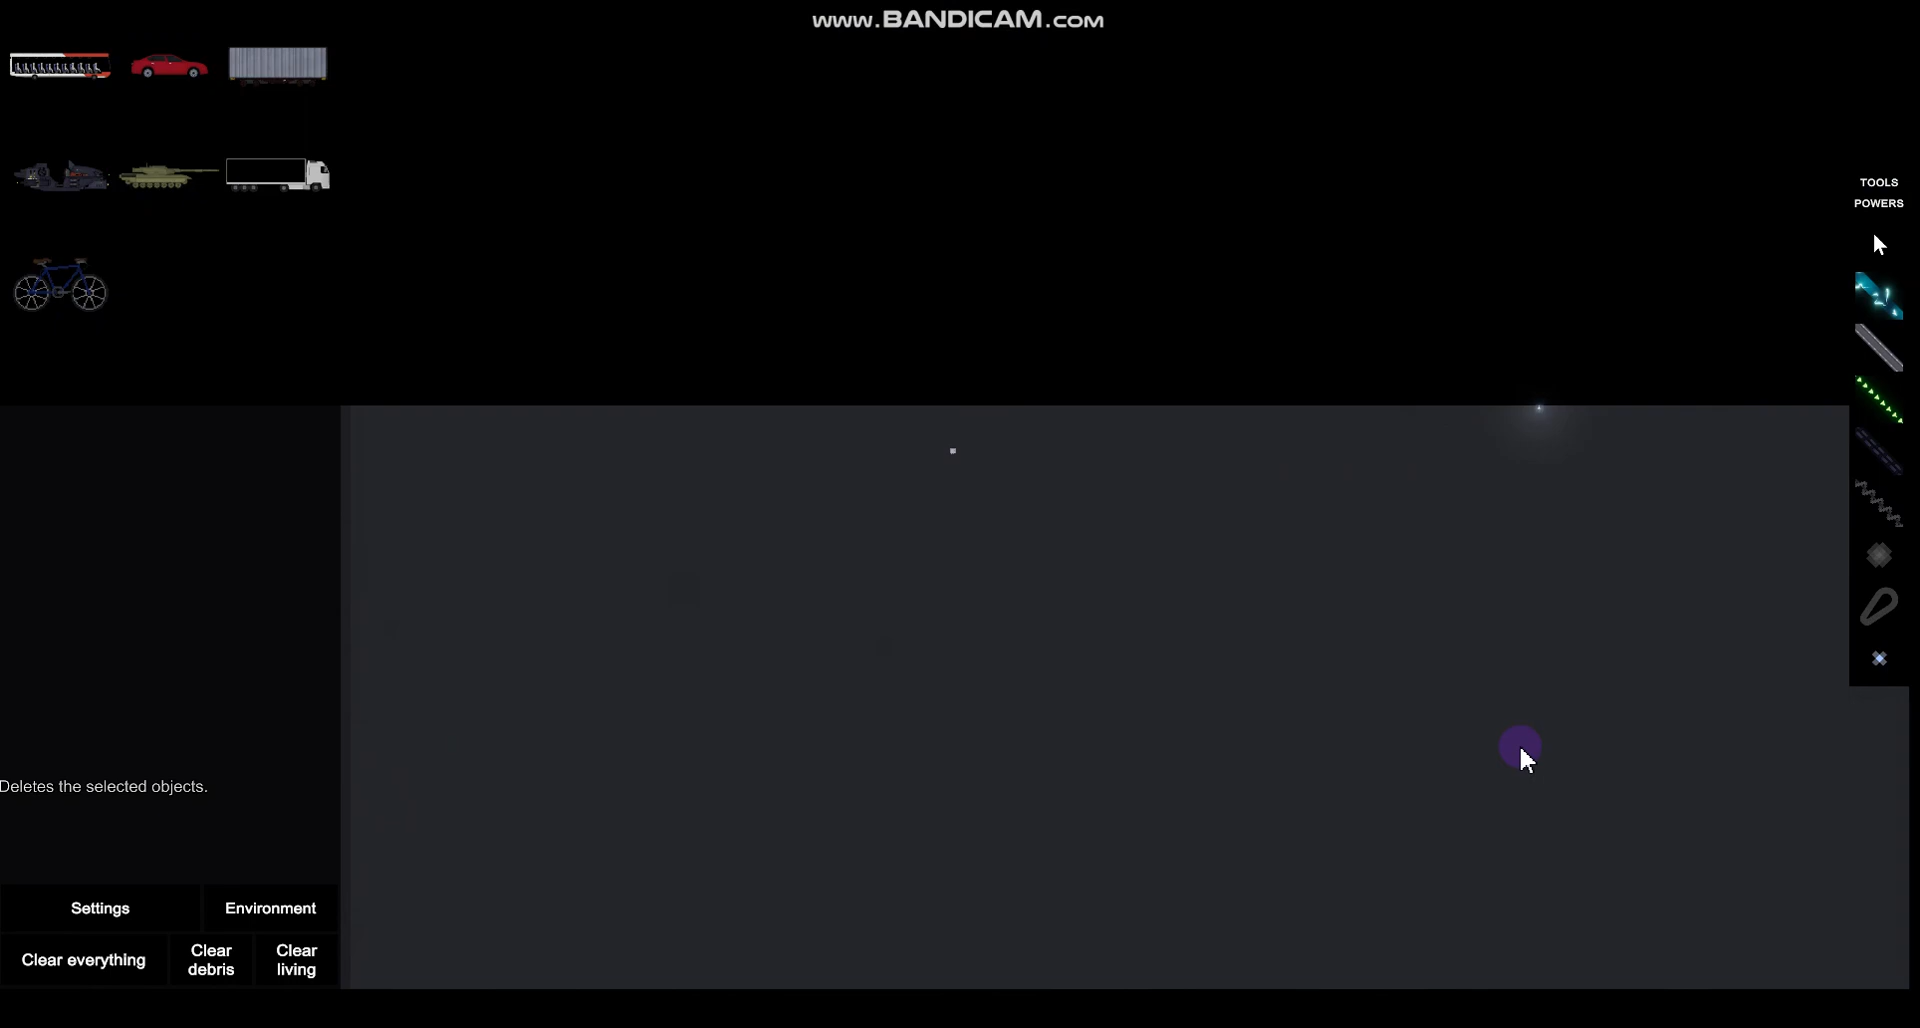 www.BANDICAM.com
TOOLS
POWERS
Deletes the selected objects.
Settings
Environment
Clear everything
Clear
debris
Clear
living